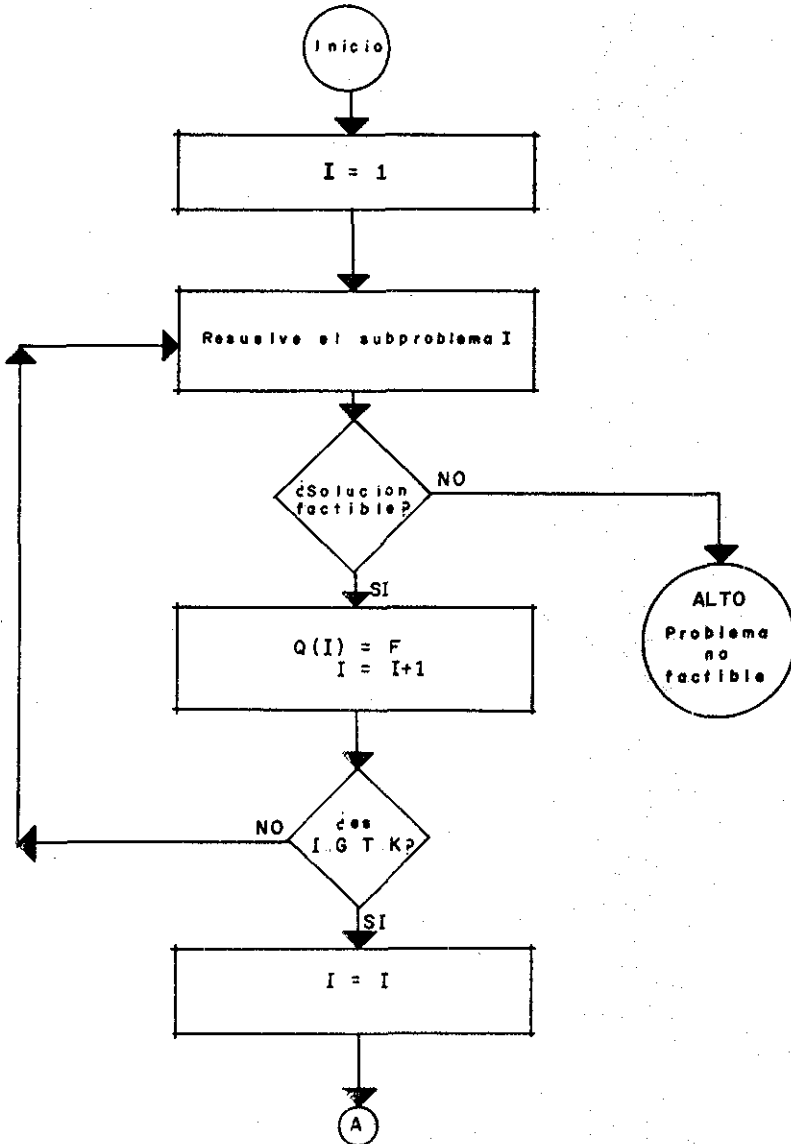 Inicio
I = 1
Resuelve el subproblema I
¿Solucion
factible?
NO
SI
ALTO
Problema
no
factible
Q(I) = F
I = I+1
¿es
I.G T K?
NO
SI
I = I
A